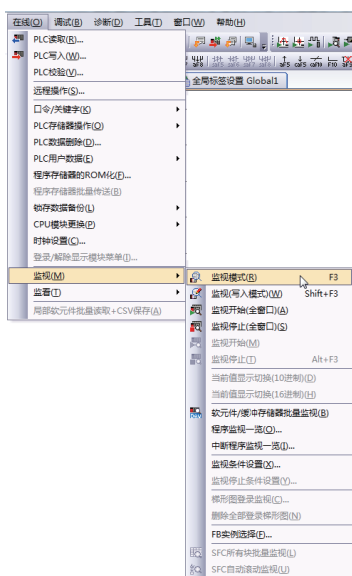 在线(O) 调试(B) 诊断(D) 工具(T) 窗口(W) 帮助(H)
PLC读取(R)...
PLC写入(W)...
PLC校验(V)...
远程操作(S)...
口令/关键字(K)
PLC存储器操作(O)
PLC数据删除(D)...
PLC用户数据(E)
程序存储器的ROM化(F)...
程序存储器批量传送(B)
锁存数据备份(L)
CPU模块更换(P)
时钟设置(C)...
登录/解除显示模块菜单(I)...
监视(M)
监看(T)
局部软元件批量读取+CSV保存(A)
aF8
aF5 caF5 caF10 F10
全局标签设置 Global1
监视模式(R) F3
监视(写入模式)(W) Shift+F3
监视开始(全窗口)(A)
监视停止(全窗口)(S)
监视开始(M)
监视停止(T) Alt+F3
当前值显示切换(10进制)(D)
当前值显示切换(16进制)(H)
软元件/缓冲存储器批量监视(B)
程序监视一览(O)...
中断程序监视一览(I)...
监视条件设置(X)...
监视停止条件设置(Y)...
梯形图登录监视(C)...
删除全部登录梯形图(N)
FB实例选择(F)...
SFC所有块批量监视(L)
SFC自动滚动监视(U)